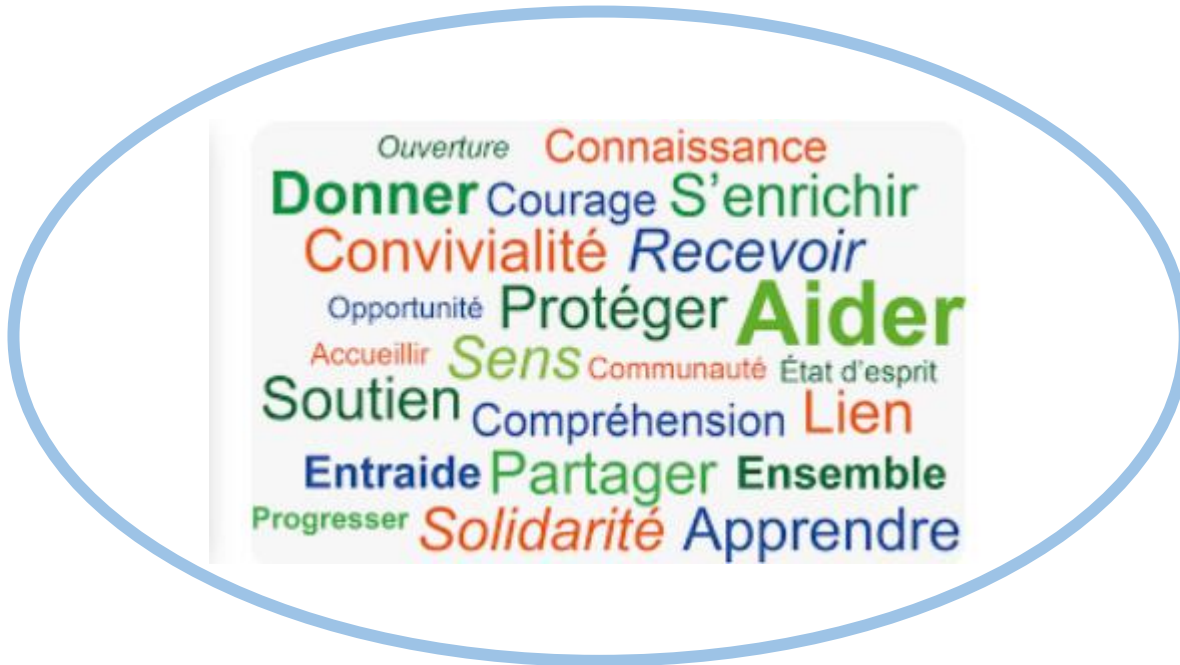 Ouverture Connaissance
Donner Courage S'enrichir
Convivialité Recevoir
Opportunité Protéger Aider
Accueillir Sens Communauté État d'esprit
Soutien Compréhension Lien
Entraide Partager Ensemble
Progresser Solidarité Apprendre